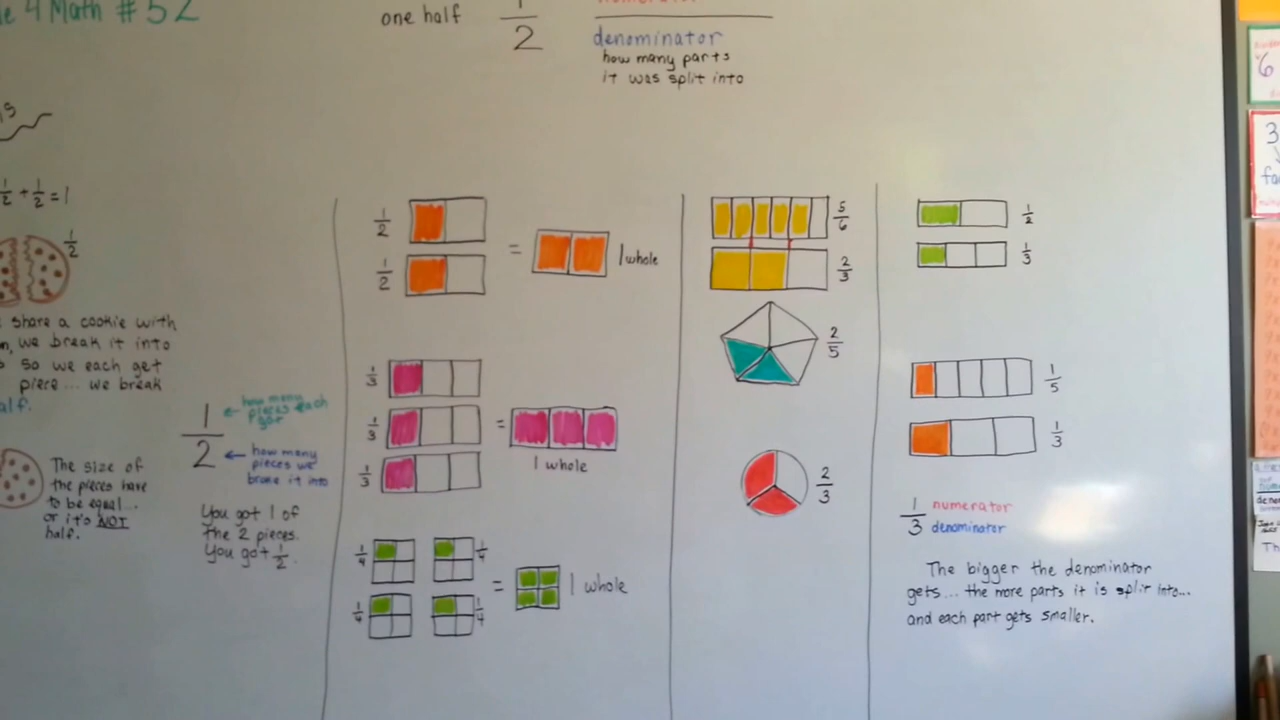 4 Math #52
one half
1/2
numerator
denominator
how many parts
it was split into
1/2 + 1/2 = 1
1/2
share a cookie with
we break it into
so we each get
piece... we break
half.
The size of
the pieces have
to be equal...
or it's NOT
half.
1/2
how many
pieces each
got
how many
pieces we
broke it into
You got 1 of
the 2 pieces.
You got 1/2.
1/2
1/2
= 1 whole
1/3
1/3
1/3
= 1 whole
1/4 1/4
1/4 1/4
= 1 whole
5/6
2/3
2/5
2/3
1/2
1/3
1/5
1/3
1/3 numerator
denominator
The bigger the denominator
gets... the more parts it is split into...
and each part gets smaller.
6
3